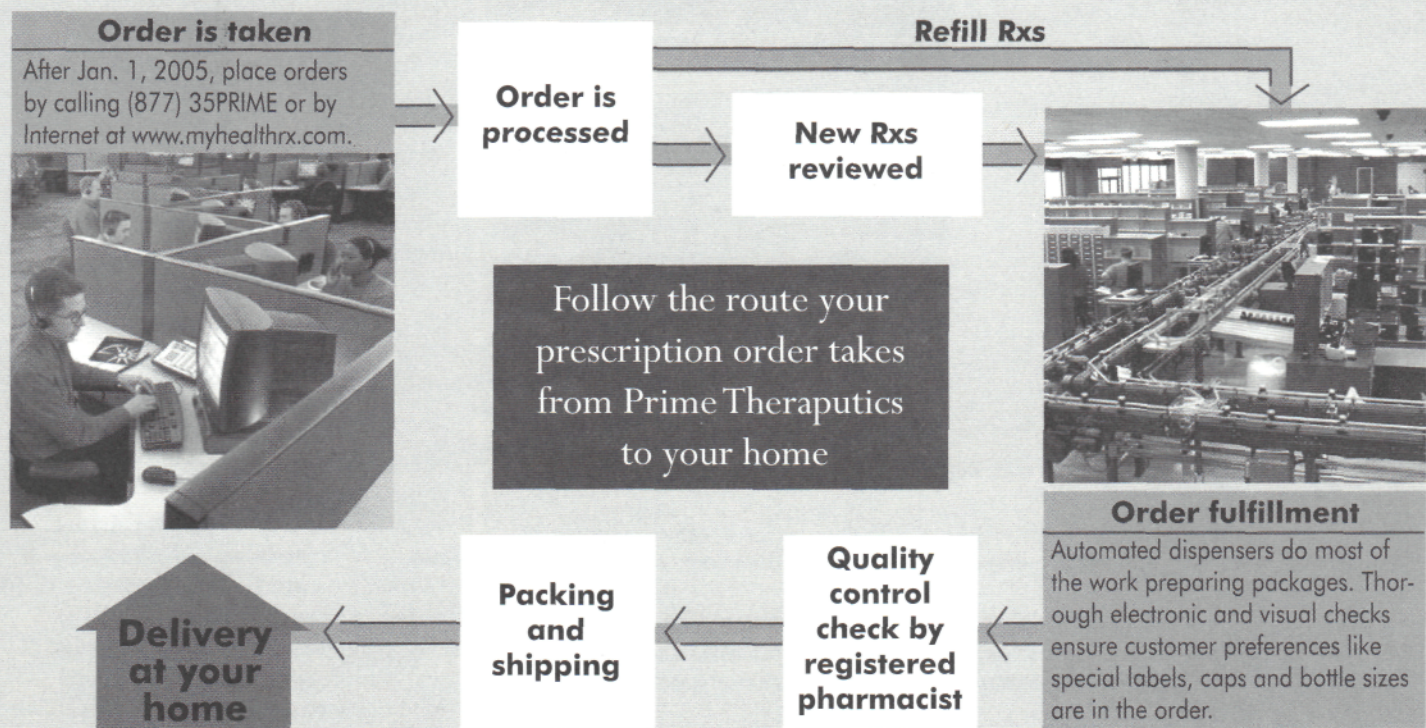 Order is taken
After Jan. 1, 2005, place orders
by calling (877) 35PRIME or by
Internet at www.myhealthrx.com.
Order is
processed
Refill Rxs
New Rxs
reviewed
Follow the route your
prescription order takes
from Prime Theraputics
to your home
Order fulfillment
Automated dispensers do most of
the work preparing packages. Thor-
ough electronic and visual checks
ensure customer preferences like
special labels, caps and bottle sizes
are in the order.
Quality
control
check by
registered
pharmacist
Packing
and
shipping
Delivery
at your
home